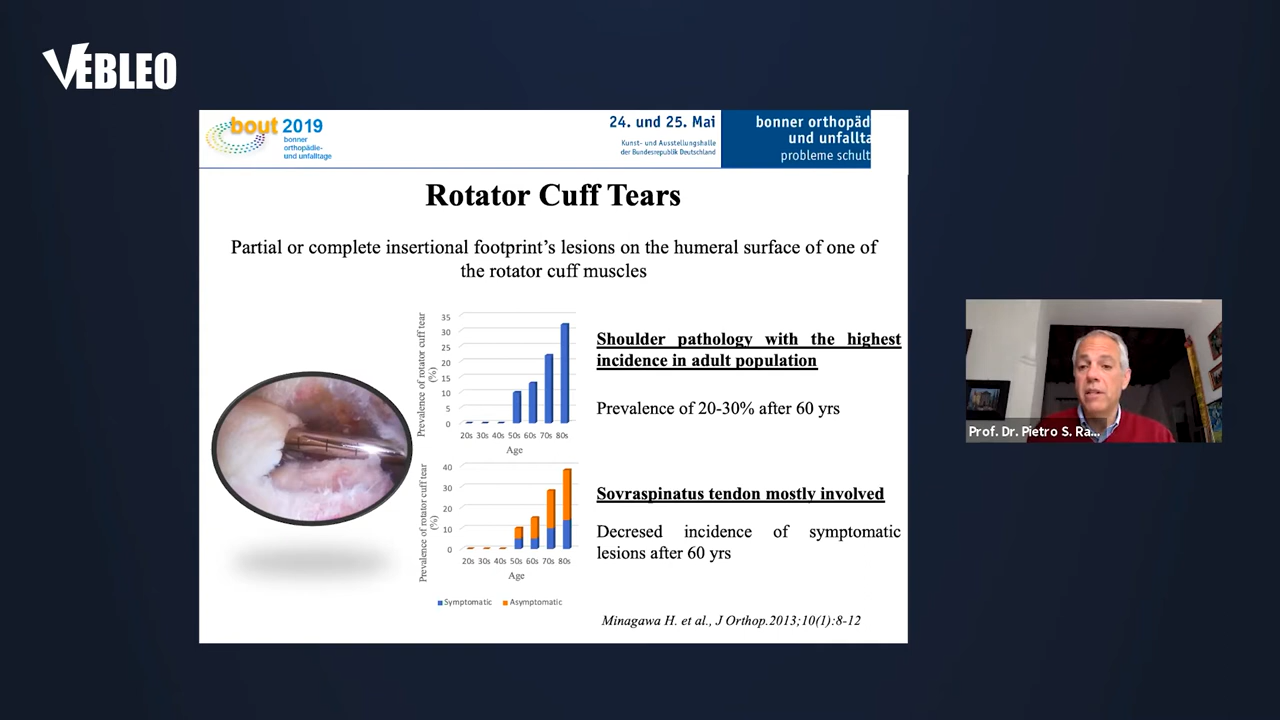 VEBLEO
bout 2019
bonner
orthopädie-
und unfalltage
24. und 25. Mai
Kunst- und Ausstellungshalle
der Bundesrepublik Deutschland
bonner orthopäd
und unfallta
probleme schult
Rotator Cuff Tears
Partial or complete insertional footprint's lesions on the humeral surface of one of
the rotator cuff muscles
Prevalence of rotator cuff tear
(%)
35
30
25
20
15
10
5
0
20s 30s 40s 50s 60s 70s 80s
Age
Prevalence of rotator cuff tear
(%)
40
30
20
10
0
20s 30s 40s 50s 60s 70s 80s
Age
Symptomatic Asymptomatic
Shoulder pathology with the highest
incidence in adult population
Prevalence of 20-30% after 60 yrs
Sovraspinatus tendon mostly involved
Decresed incidence of symptomatic
lesions after 60 yrs
Minagawa H. et al., J Orthop.2013;10(1):8-12
Prof. Dr. Pietro S. Ra...